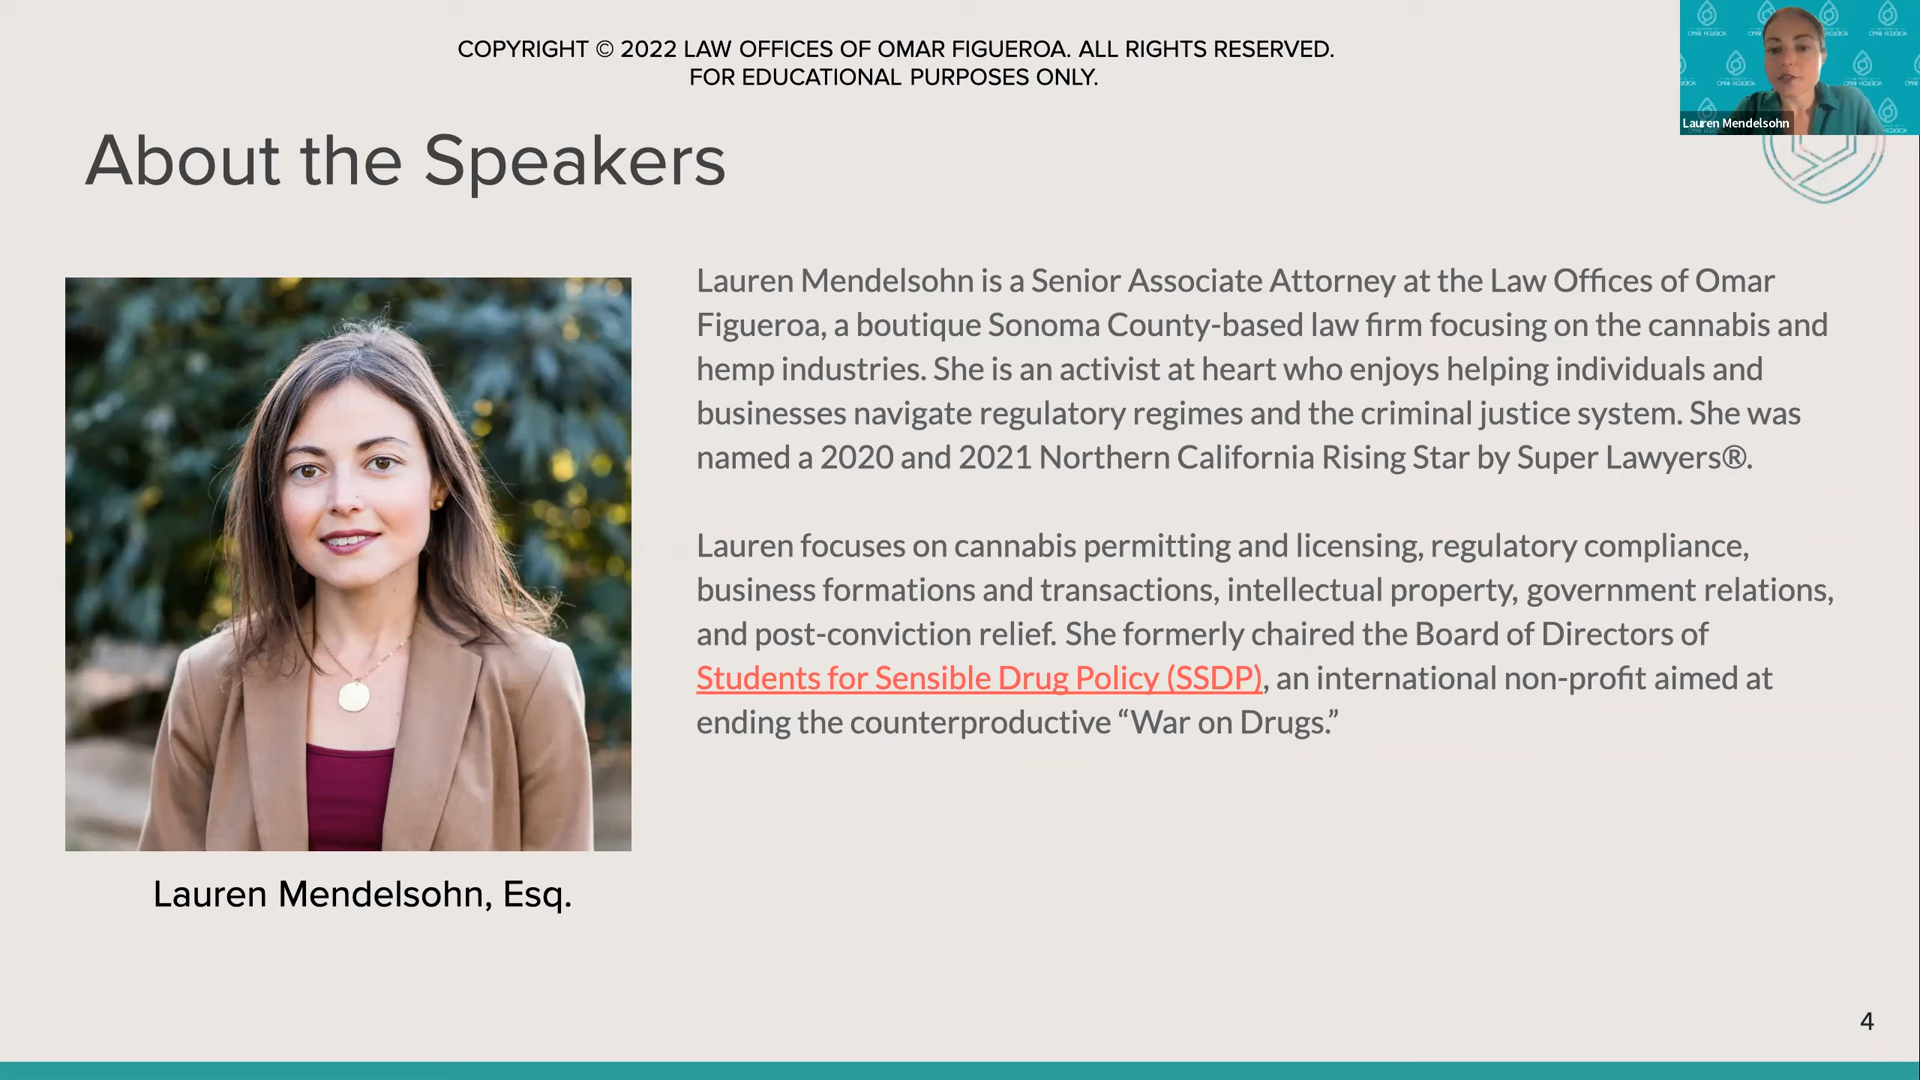 COPYRIGHT © 2022 LAW OFFICES OF OMAR FIGUEROA. ALL RIGHTS RESERVED.
FOR EDUCATIONAL PURPOSES ONLY.
Lauren Mendelsohn
About the Speakers
Lauren Mendelsohn is a Senior Associate Attorney at the Law Offices of Omar
Figueroa, a boutique Sonoma County-based law firm focusing on the cannabis and
hemp industries. She is an activist at heart who enjoys helping individuals and
businesses navigate regulatory regimes and the criminal justice system. She was
named a 2020 and 2021 Northern California Rising Star by Super Lawyers®.
Lauren focuses on cannabis permitting and licensing, regulatory compliance,
business formations and transactions, intellectual property, government relations,
and post-conviction relief. She formerly chaired the Board of Directors of
Students for Sensible Drug Policy (SSDP), an international non-profit aimed at
ending the counterproductive “War on Drugs.”
Lauren Mendelsohn, Esq.
4